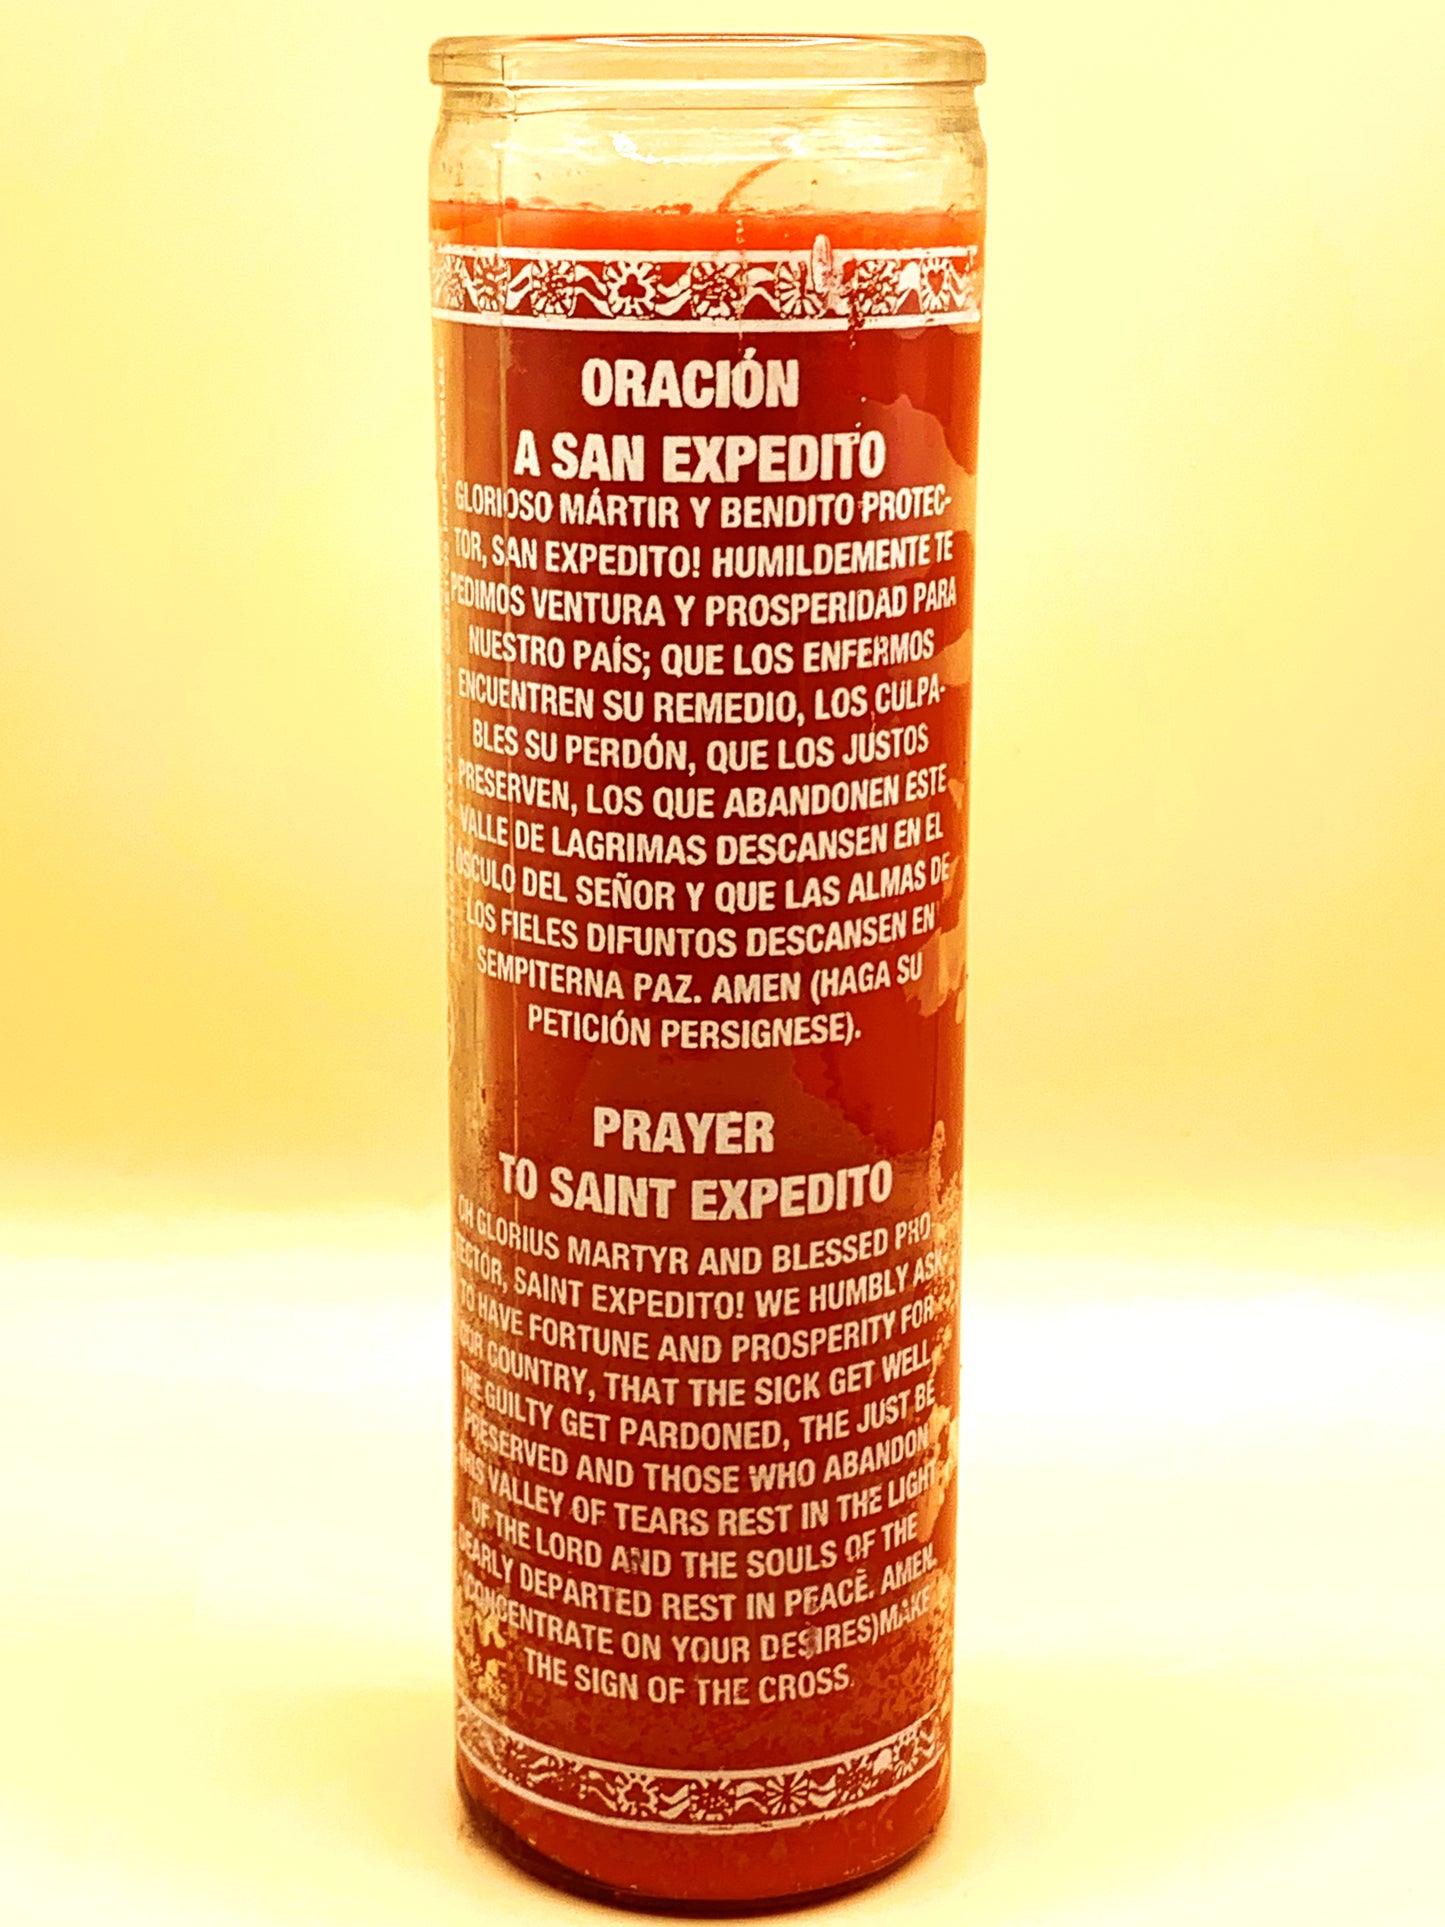 ORACIÓN
A SAN EXPEDITO
GLORIOSO MÁRTIR Y BENDITO PROTEC-
TOR, SAN EXPEDITO! HUMILDEMENTE TE
PEDIMOS VENTURA Y PROSPERIDAD PARA
NUESTRO PAÍS; QUE LOS ENFERMOS
ENCUENTREN SU REMEDIO, LOS CULPA-
BLES SU PERDÓN, QUE LOS JUSTOS
PRESERVEN, LOS QUE ABANDONEN ESTE
VALLE DE LAGRIMAS DESCANSEN EN EL
OSCULO DEL SEÑOR Y QUE LAS ALMAS DE
LOS FIELES DIFUNTOS DESCANSEN EN
SEMPITERNA PAZ. AMEN (HAGA SU
PETICIÓN PERSIGNESE).
PRAYER
TO SAINT EXPEDITO
OH GLORIUS MARTYR AND BLESSED PRO
TECTOR, SAINT EXPEDITO! WE HUMBLY ASK
TO HAVE FORTUNE AND PROSPERITY FOR
OUR COUNTRY, THAT THE SICK GET WELL,
THE GUILTY GET PARDONED, THE JUST BE
PRESERVED AND THOSE WHO ABANDON
THIS VALLEY OF TEARS REST IN THE LIGHT
OF THE LORD AND THE SOULS OF THE
DEARLY DEPARTED REST IN PEACE. AMEN.
(CONCENTRATE ON YOUR DESIRES)MAKE
THE SIGN OF THE CROSS.